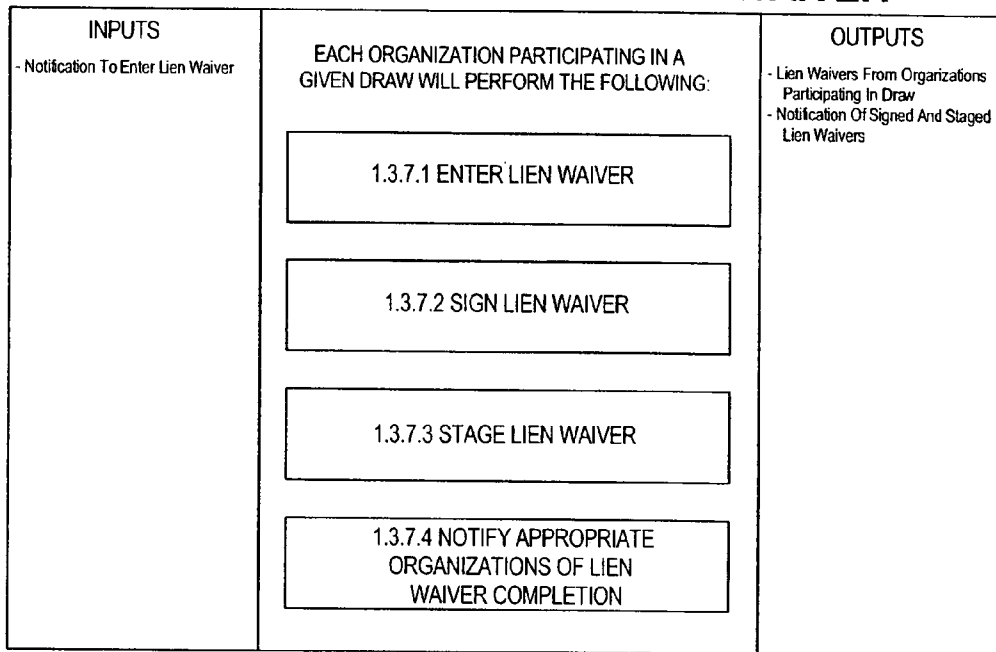 INPUTS
- Notification To Enter Lien Waiver
EACH ORGANIZATION PARTICIPATING IN A
GIVEN DRAW WILL PERFORM THE FOLLOWING:
1.3.7.1 ENTER LIEN WAIVER
1.3.7.2 SIGN LIEN WAIVER
1.3.7.3 STAGE LIEN WAIVER
1.3.7.4 NOTIFY APPROPRIATE
ORGANIZATIONS OF LIEN
WAIVER COMPLETION
OUTPUTS
- Lien Waivers From Organizations
Participating In Draw
- Notification Of Signed And Staged
Lien Waivers